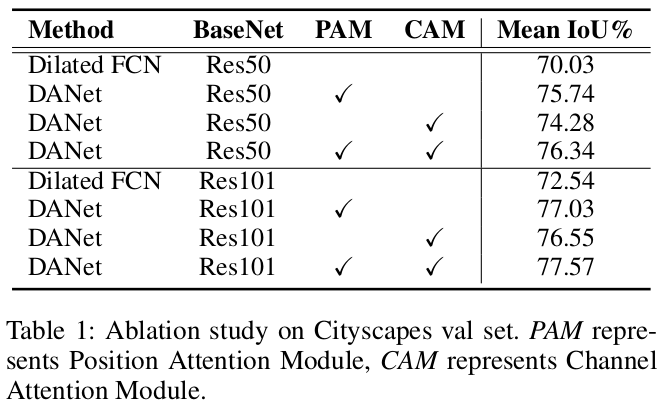 Method BaseNet PAM CAM Mean IoU%
Dilated FCN Res50 70.03
DANet Res50 ✓ 75.74
DANet Res50 ✓ 74.28
DANet Res50 ✓ ✓ 76.34
Dilated FCN Res101 72.54
DANet Res101 ✓ 77.03
DANet Res101 ✓ 76.55
DANet Res101 ✓ ✓ 77.57
Table 1: Ablation study on Cityscapes val set. PAM repre-
sents Position Attention Module, CAM represents Channel
Attention Module.